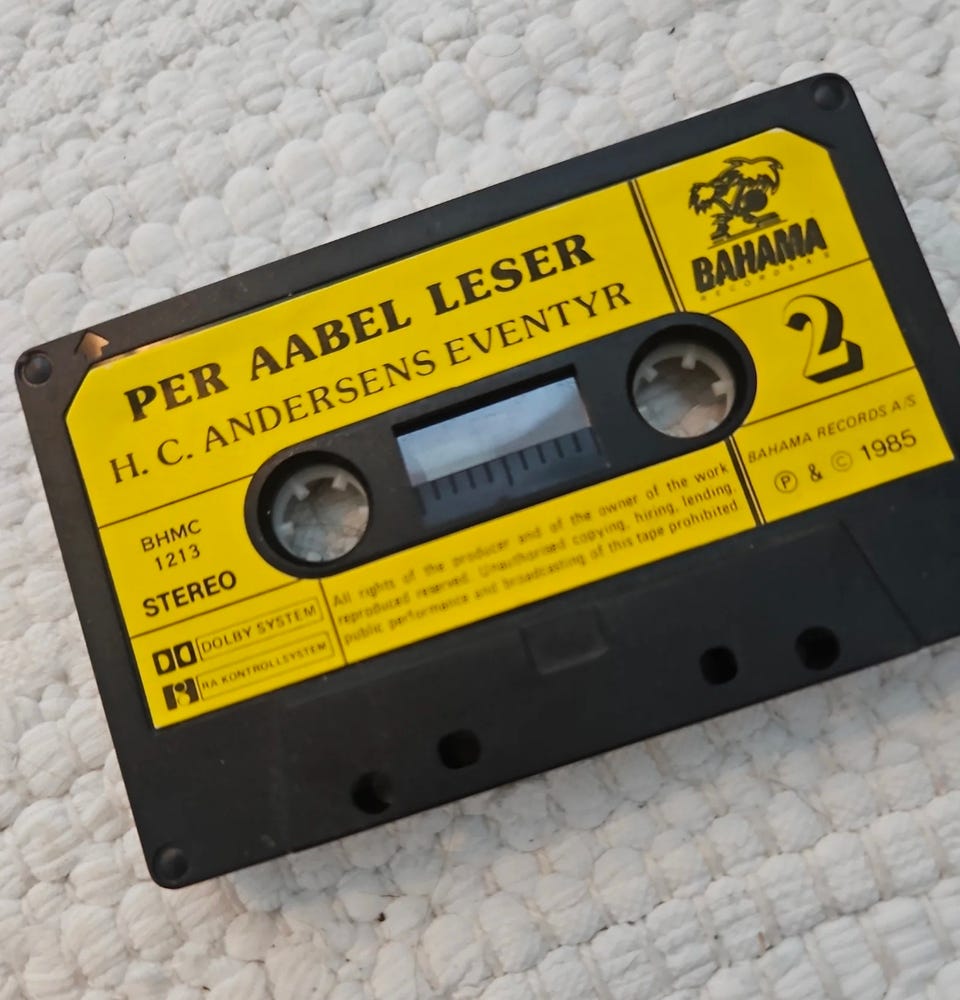 PER AABEL LESER
H. C. ANDERSENS EVENTYR
BAHAMA
RECORDS A/S
2
BHMC
1213
STEREO
DOLBY SYSTEM
RA KONTROLLSYSTEM
All rights of the producer and of the owner of the work
reproduced reserved. Unauthorised copying, hiring, lending,
public performance and broadcasting of this tape prohibited.
BAHAMA RECORDS A/S
Ⓟ & © 1985